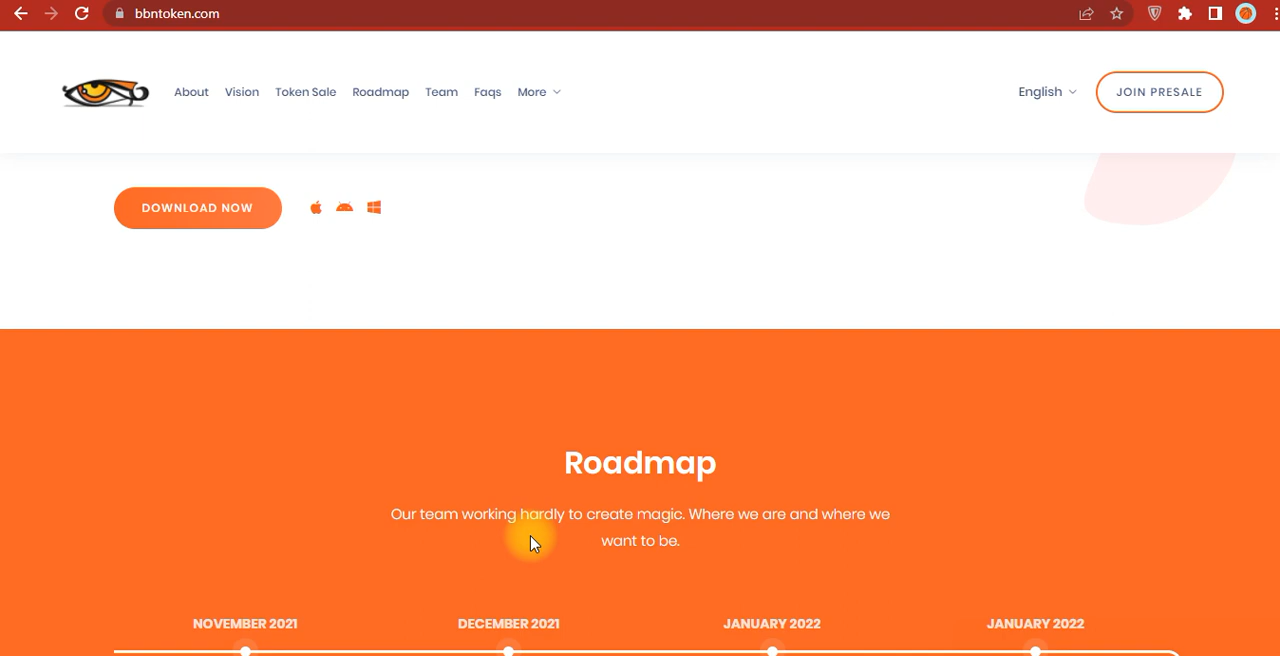 bbntoken.com
About Vision Token Sale Roadmap Team Faqs More English JOIN PRESALE
DOWNLOAD NOW
Roadmap
Our team working hardly to create magic. Where we are and where we
want to be.
NOVEMBER 2021 DECEMBER 2021 JANUARY 2022 JANUARY 2022